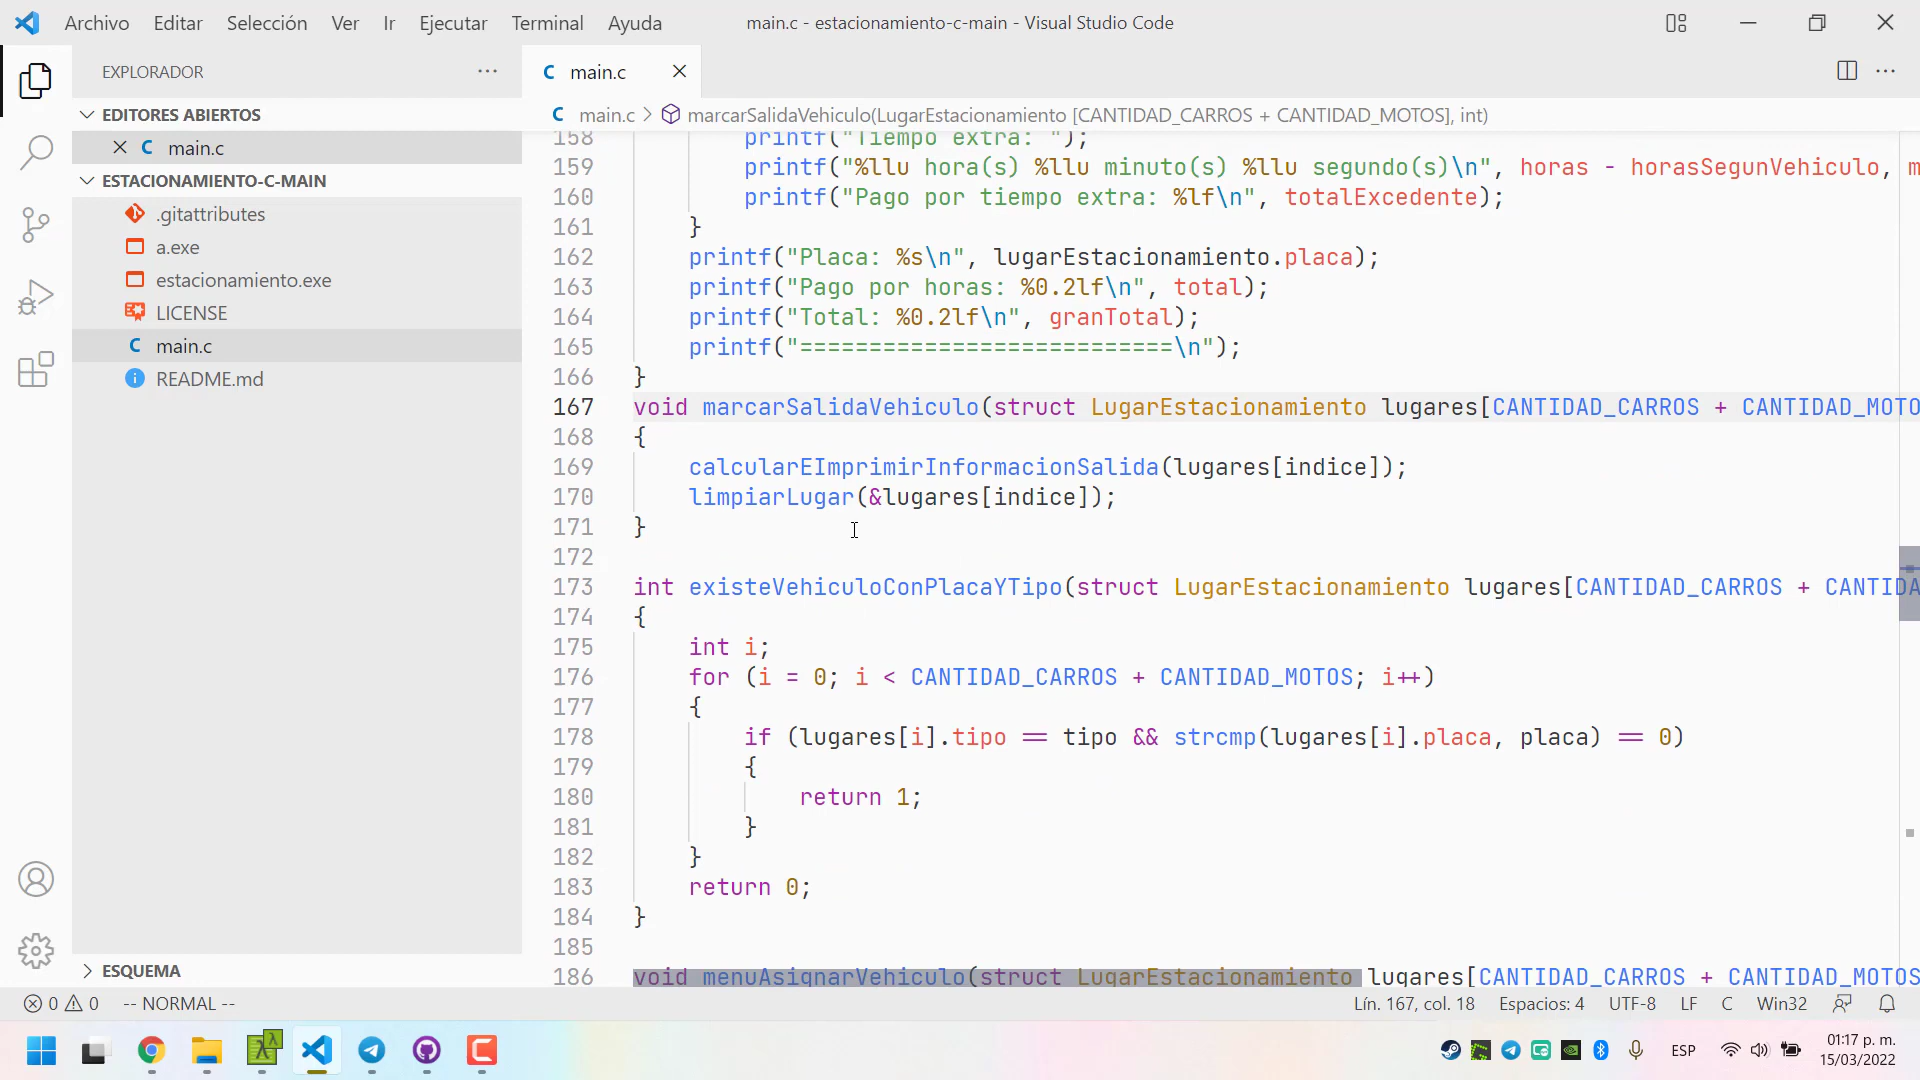 Archivo Editar Selección Ver Ir Ejecutar Terminal Ayuda main.c - estacionamiento-c-main - Visual Studio Code
EXPLORADOR
EDITORES ABIERTOS
main.c
ESTACIONAMIENTO-C-MAIN
.gitattributes
a.exe
estacionamiento.exe
LICENSE
main.c
README.md
ESQUEMA
main.c
main.c > marcarSalidaVehiculo(LugarEstacionamiento [CANTIDAD_CARROS + CANTIDAD_MOTOS], int)
158 printf("Tiempo extra: ");
159 printf("%llu hora(s) %llu minuto(s) %llu segundo(s)\n", horas - horasSegunVehiculo, m
160 printf("Pago por tiempo extra: %lf\n", totalExcedente);
161 }
162 printf("Placa: %s\n", lugarEstacionamiento.placa);
163 printf("Pago por horas: %0.2lf\n", total);
164 printf("Total: %0.2lf\n", granTotal);
165 printf("===========================\n");
166 }
167 void marcarSalidaVehiculo(struct LugarEstacionamiento lugares[CANTIDAD_CARROS + CANTIDAD_MOTO
168 {
169 calcularEImprimirInformacionSalida(lugares[indice]);
170 limpiarLugar(&lugares[indice]);
171 }
172
173 int existeVehiculoConPlacaYTipo(struct LugarEstacionamiento lugares[CANTIDAD_CARROS + CANTIDA
174 {
175 int i;
176 for (i = 0; i < CANTIDAD_CARROS + CANTIDAD_MOTOS; i++)
177 {
178 if (lugares[i].tipo == tipo && strcmp(lugares[i].placa, placa) == 0)
179 {
180 return 1;
181 }
182 }
183 return 0;
184 }
185
186 void menuAsignarVehiculo(struct LugarEstacionamiento lugares[CANTIDAD_CARROS + CANTIDAD_MOTOS
0 0 -- NORMAL -- Lín. 167, col. 18 Espacios: 4 UTF-8 LF C Win32
ESP
01:17 p. m.
15/03/2022